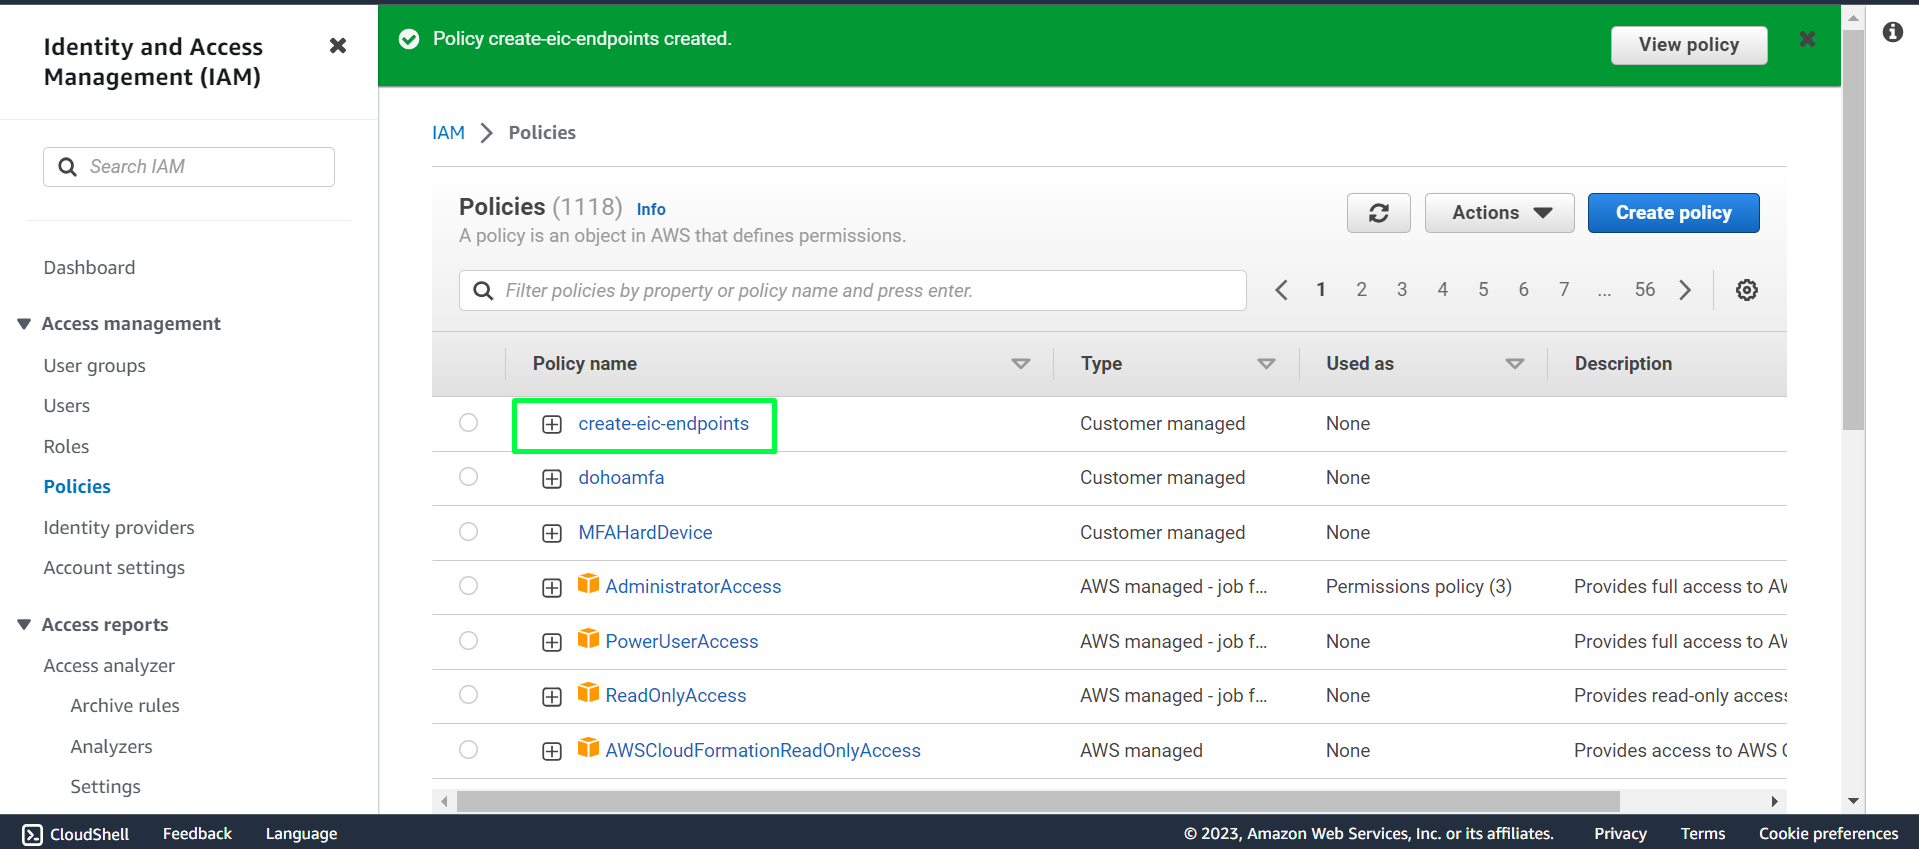 Identity and Access
Management (IAM)
Policy create-eic-endpoints created.
View policy
Search IAM
Dashboard
Access management
User groups
Users
Roles
Policies
Identity providers
Account settings
Access reports
Access analyzer
Archive rules
Analyzers
Settings
IAM Policies
Policies (1118) Info
A policy is an object in AWS that defines permissions.
Actions
Create policy
Filter policies by property or policy name and press enter.
1 2 3 4 5 6 7 ... 56
Policy name Type Used as Description
create-eic-endpoints Customer managed None
dohoamfa Customer managed None
MFAHardDevice Customer managed None
AdministratorAccess AWS managed - job f... Permissions policy (3) Provides full access to AW
PowerUserAccess AWS managed - job f... None Provides full access to AW
ReadOnlyAccess AWS managed - job f... None Provides read-only access
AWSCloudFormationReadOnlyAccess AWS managed None Provides access to AWS C
CloudShell Feedback Language © 2023, Amazon Web Services, Inc. or its affiliates. Privacy Terms Cookie preferences